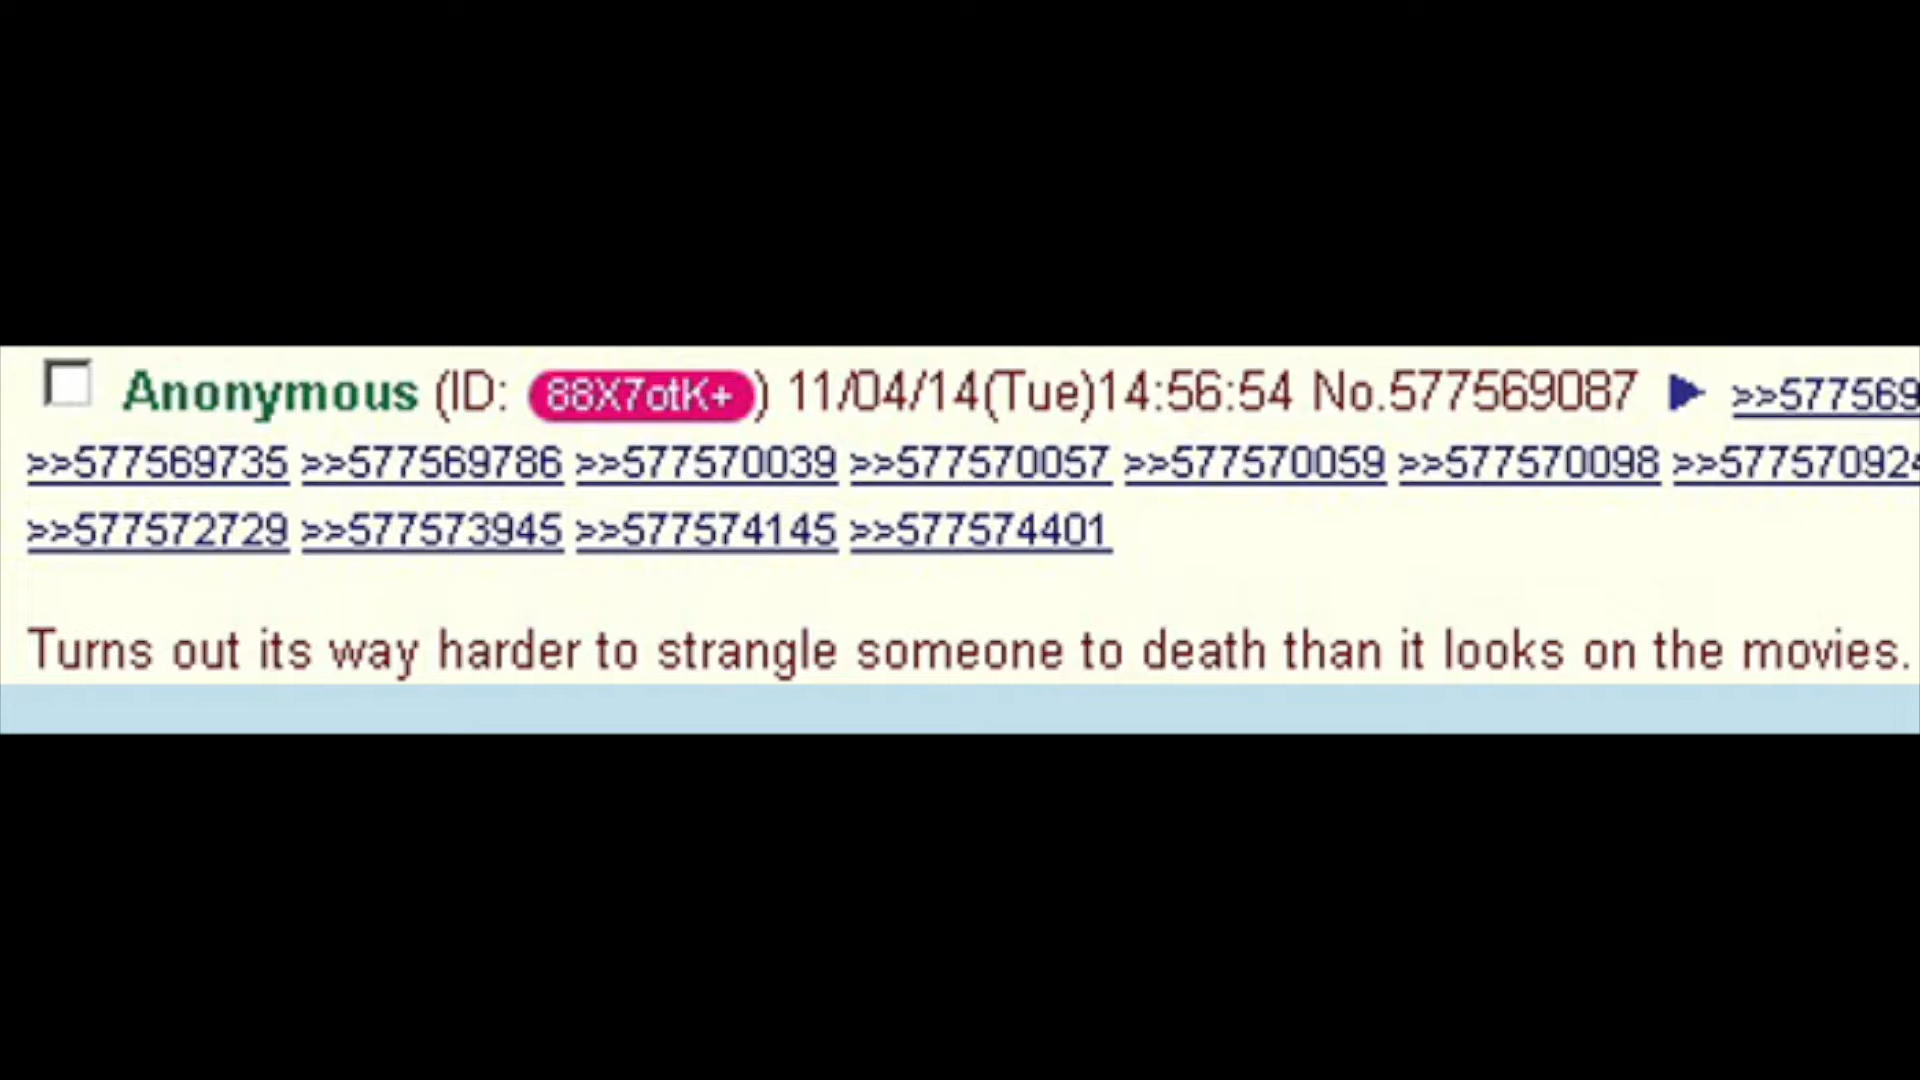 Anonymous (ID: 88X7otK+) 11/04/14(Tue)14:56:54 No.577569087 ▶ >>577569
>>577569735 >>577569786 >>577570039 >>577570057 >>577570059 >>577570098 >>57757092
>>577572729 >>577573945 >>577574145 >>577574401
Turns out its way harder to strangle someone to death than it looks on the movies.